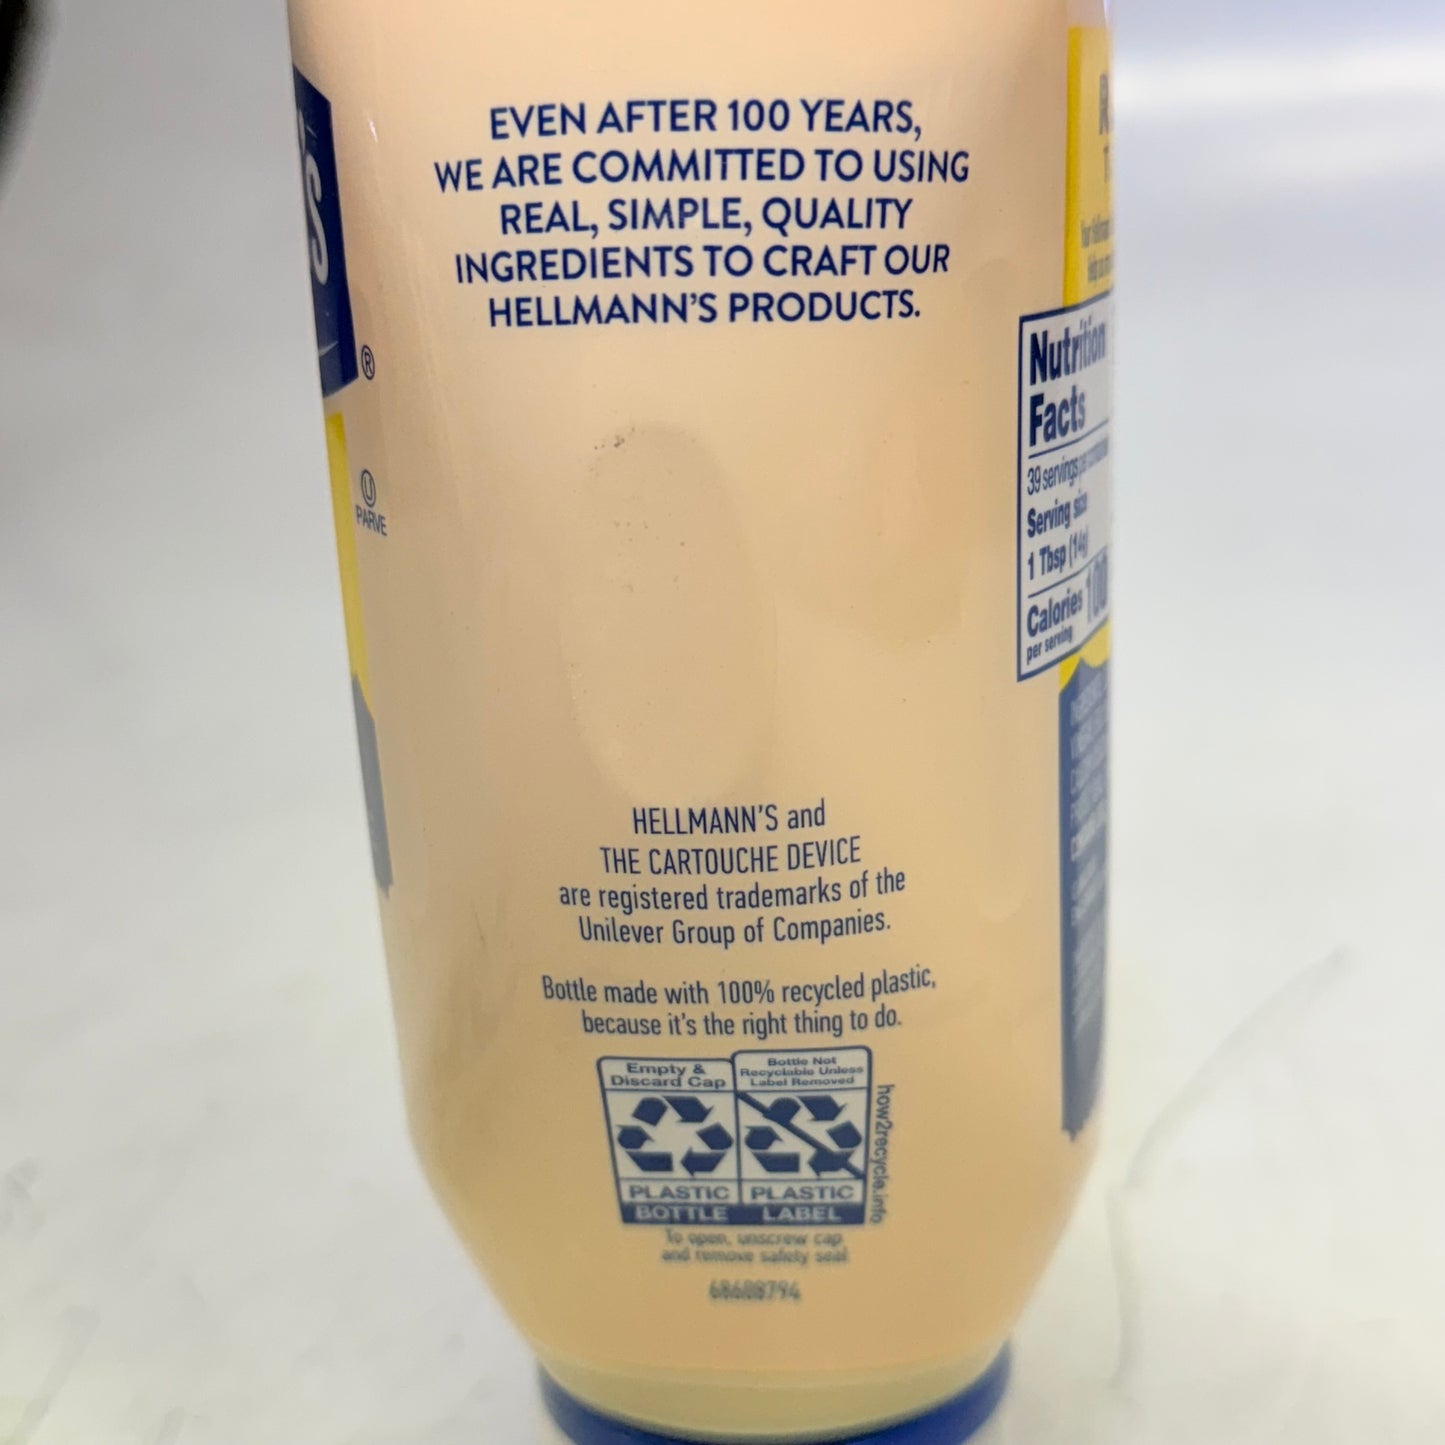 EVEN AFTER 100 YEARS,
WE ARE COMMITTED TO USING
REAL, SIMPLE, QUALITY
INGREDIENTS TO CRAFT OUR
HELLMANN'S PRODUCTS.
'S
®
U
PARVE
Nutrition
Facts
39 servings
Serving size
1 Tbsp (14g)
Calories 100
per serving
HELLMANN'S and
THE CARTOUCHE DEVICE
are registered trademarks of the
Unilever Group of Companies.
Bottle made with 100% recycled plastic,
because it's the right thing to do.
Empty &
Discard Cap
PLASTIC
BOTTLE
Bottle Not
Recyclable Unless
Label Removed
PLASTIC
LABEL
how2recycle.info
To open, unscrew cap
and remove safety seal
68688794